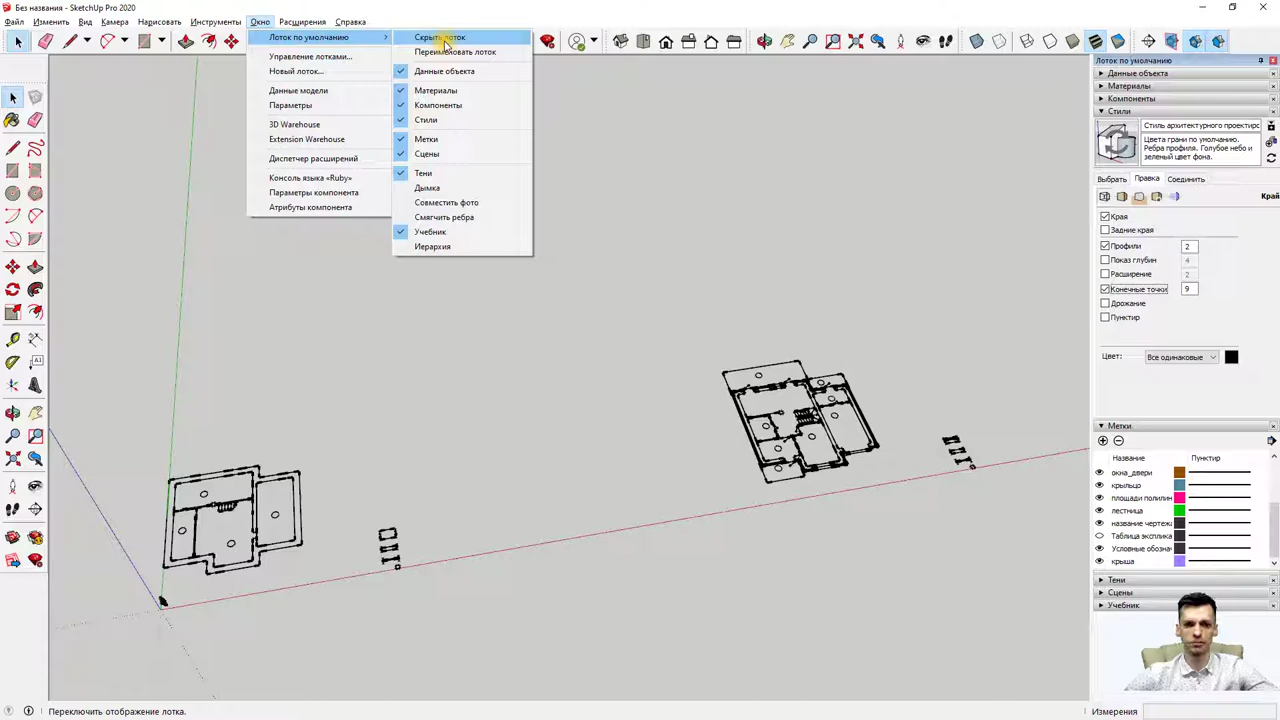 Без названия - SketchUp Pro 2020
Файл Изменить Вид Камера Нарисовать Инструменты Окно Расширения Справка
Лоток по умолчанию
Управление лотками...
Новый лоток...
Данные модели
Параметры
3D Warehouse
Extension Warehouse
Диспетчер расширений
Консоль языка «Ruby»
Параметры компонента
Атрибуты компонента
Скрыть лоток
Переименовать лоток
Данные объекта
Материалы
Компоненты
Стили
Метки
Сцены
Тени
Дымка
Совместить фото
Смягчить ребра
Учебник
Иерархия
Лоток по умолчанию
Данные объекта
Материалы
Компоненты
Стили
Стиль архитектурного проектирс
Цвета грани по умолчанию.
Ребра профиля. Голубое небо и
зеленый цвет фона.
Выбрать Правка Соединить
Край
Края
Задние края
Профили 2
Показ глубин 4
Расширение 2
Конечные точки 9
Дрожание
Пунктир
Цвет: Все одинаковые
Метки
Название Пунктир
окна_двери
крыльцо
площади полилин
лестница
название чертежа
Таблица эксплика
Условные обознач
крыша
Тени
Сцены
Учебник
A1
Переключить отображение лотка.
Измерения